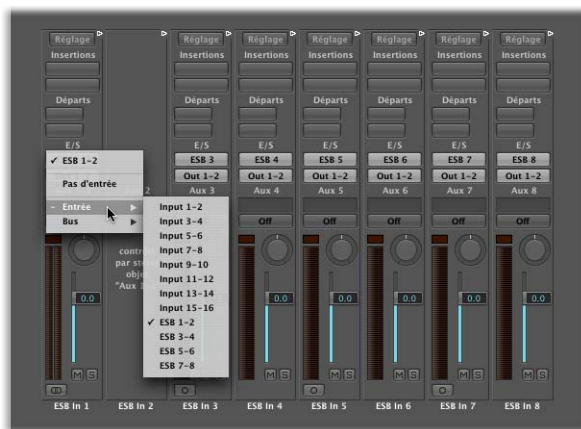 Réglage Réglage Réglage Réglage Réglage Réglage Réglage
Insertions Insertions Insertions Insertions Insertions Insertions Insertions
Départs Départs Départs Départs Départs Départs Départs
E/S E/S E/S E/S E/S E/S E/S
✓ ESB 1-2
Pas d'entrée
– Entrée
Bus
Input 1-2
Input 3-4
Input 5-6
Input 7-8
Input 9-10
Input 11-12
Input 13-14
Input 15-16
✓ ESB 1-2
ESB 3-4
ESB 5-6
ESB 7-8
ESB 3 ESB 4 ESB 5 ESB 6 ESB 7 ESB 8
Out 1-2 Out 1-2 Out 1-2 Out 1-2 Out 1-2 Out 1-2
Aux 3 Aux 4 Aux 5 Aux 6 Aux 7 Aux 8
Off Off Off Off Off
par
objet
"Aux
0.0 0.0 0.0 0.0 0.0 0.0
M S M S M S M S M S M S M S
ESB In 1 ESB In 2 ESB In 3 ESB In 4 ESB In 5 ESB In 6 ESB In 7 ESB In 8